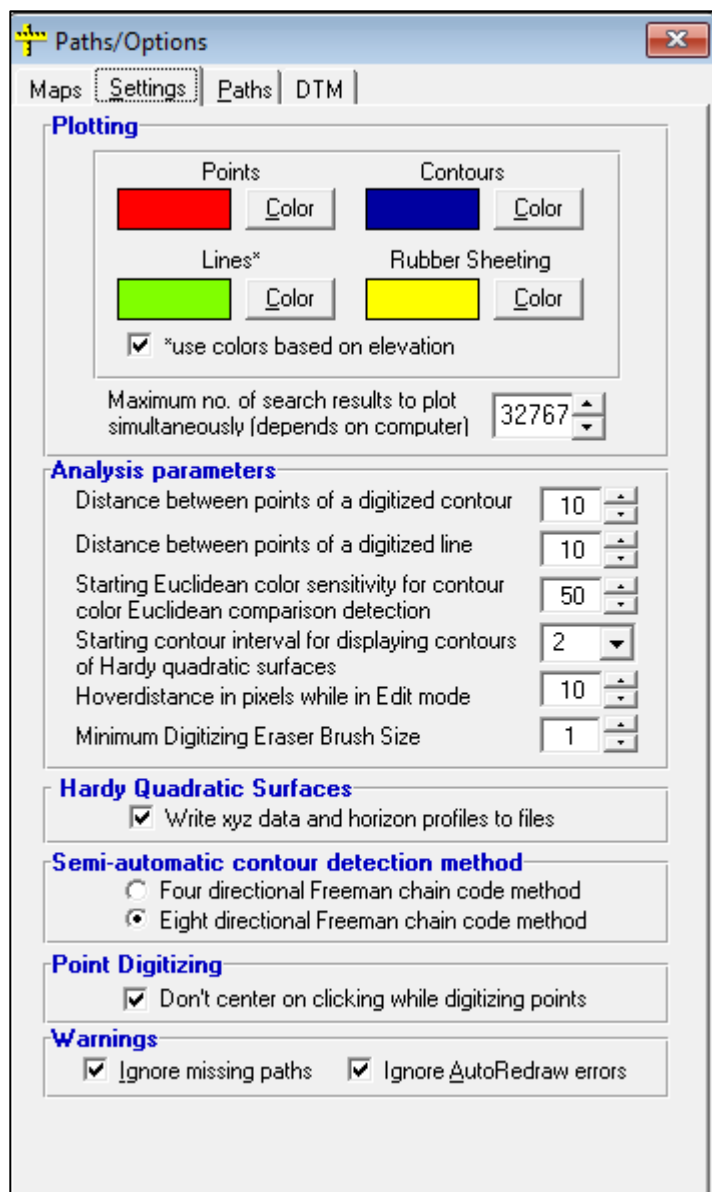 Paths/Options
Maps Settings Paths DTM
Plotting
Points Contours
Color Color
Lines* Rubber Sheeting
Color Color
*use colors based on elevation
Maximum no. of search results to plot
simultaneously (depends on computer) 32767
Analysis parameters
Distance between points of a digitized contour 10
Distance between points of a digitized line 10
Starting Euclidean color sensitivity for contour
color Euclidean comparison detection 50
Starting contour interval for displaying contours
of Hardy quadratic surfaces 2
Hoverdistance in pixels while in Edit mode 10
Minimum Digitizing Eraser Brush Size 1
Hardy Quadratic Surfaces
Write xyz data and horizon profiles to files
Semi-automatic contour detection method
Four directional Freeman chain code method
Eight directional Freeman chain code method
Point Digitizing
Don't center on clicking while digitizing points
Warnings
Ignore missing paths Ignore AutoRedraw errors